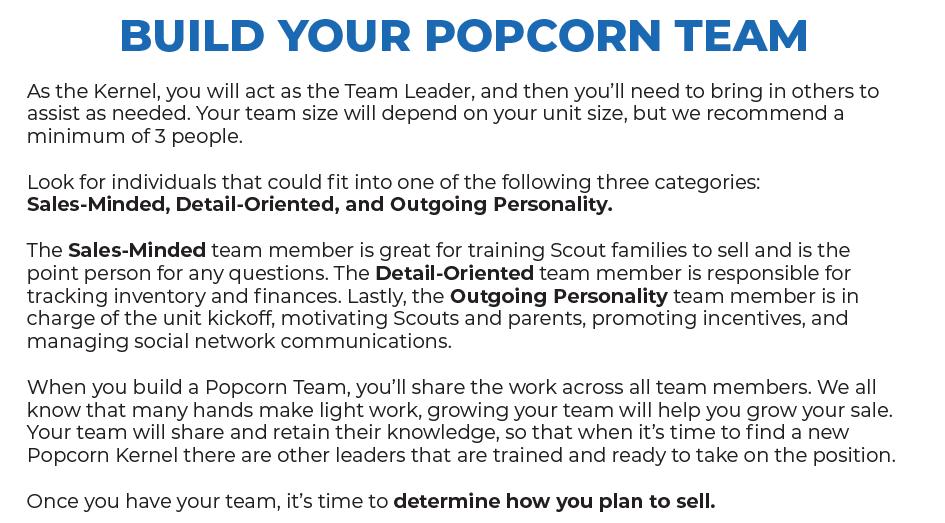 BUILD YOUR POPCORN TEAM
As the Kernel, you will act as the Team Leader, and then you’ll need to bring in others to
assist as needed. Your team size will depend on your unit size, but we recommend a
minimum of 3 people.
Look for individuals that could fit into one of the following three categories:
Sales-Minded, Detail-Oriented, and Outgoing Personality.
The Sales-Minded team member is great for training Scout families to sell and is the
point person for any questions. The Detail-Oriented team member is responsible for
tracking inventory and finances. Lastly, the Outgoing Personality team member is in
charge of the unit kickoff, motivating Scouts and parents, promoting incentives, and
managing social network communications.
When you build a Popcorn Team, you’ll share the work across all team members. We all
know that many hands make light work, growing your team will help you grow your sale.
Your team will share and retain their knowledge, so that when it’s time to find a new
Popcorn Kernel there are other leaders that are trained and ready to take on the position.
Once you have your team, it’s time to determine how you plan to sell.